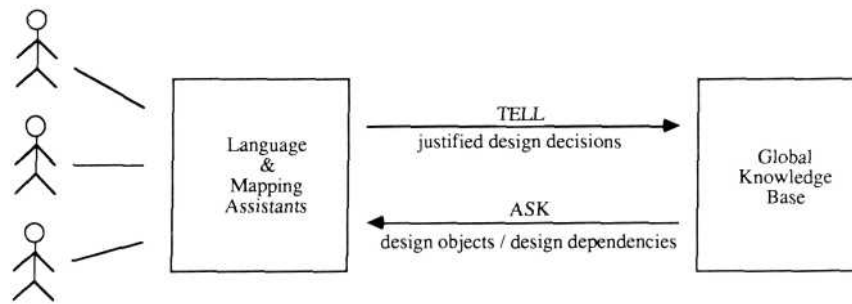 Language
&
Mapping
Assistants
TELL
justified design decisions
ASK
design objects / design dependencies
Global
Knowledge
Base